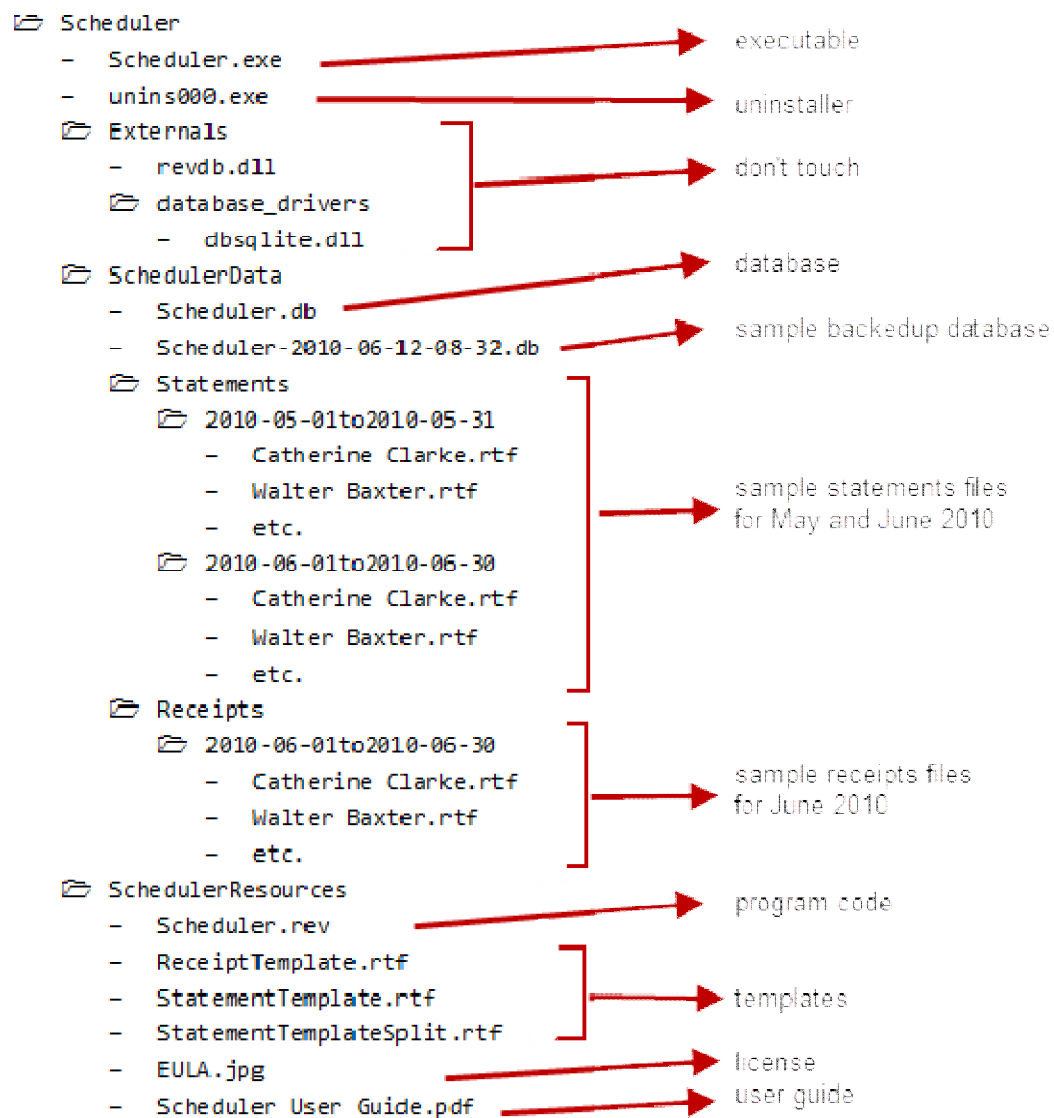 Scheduler
– Scheduler.exe executable
– unins000.exe uninstaller
Externals
– revdb.dll don't touch
database_drivers
– dbsqlite.dll
SchedulerData database
– Scheduler.db
– Scheduler-2010-06-12-08-32.db sample backedup database
Statements
2010-05-01to2010-05-31
– Catherine Clarke.rtf
– Walter Baxter.rtf sample statements files
– etc. for May and June 2010
2010-06-01to2010-06-30
– Catherine Clarke.rtf
– Walter Baxter.rtf
– etc.
Receipts
2010-06-01to2010-06-30
– Catherine Clarke.rtf sample receipts files
– Walter Baxter.rtf for June 2010
– etc.
SchedulerResources
– Scheduler.rev program code
– ReceiptTemplate.rtf
– StatementTemplate.rtf templates
– StatementTemplateSplit.rtf
– EULA.jpg license
– Scheduler User Guide.pdf user guide